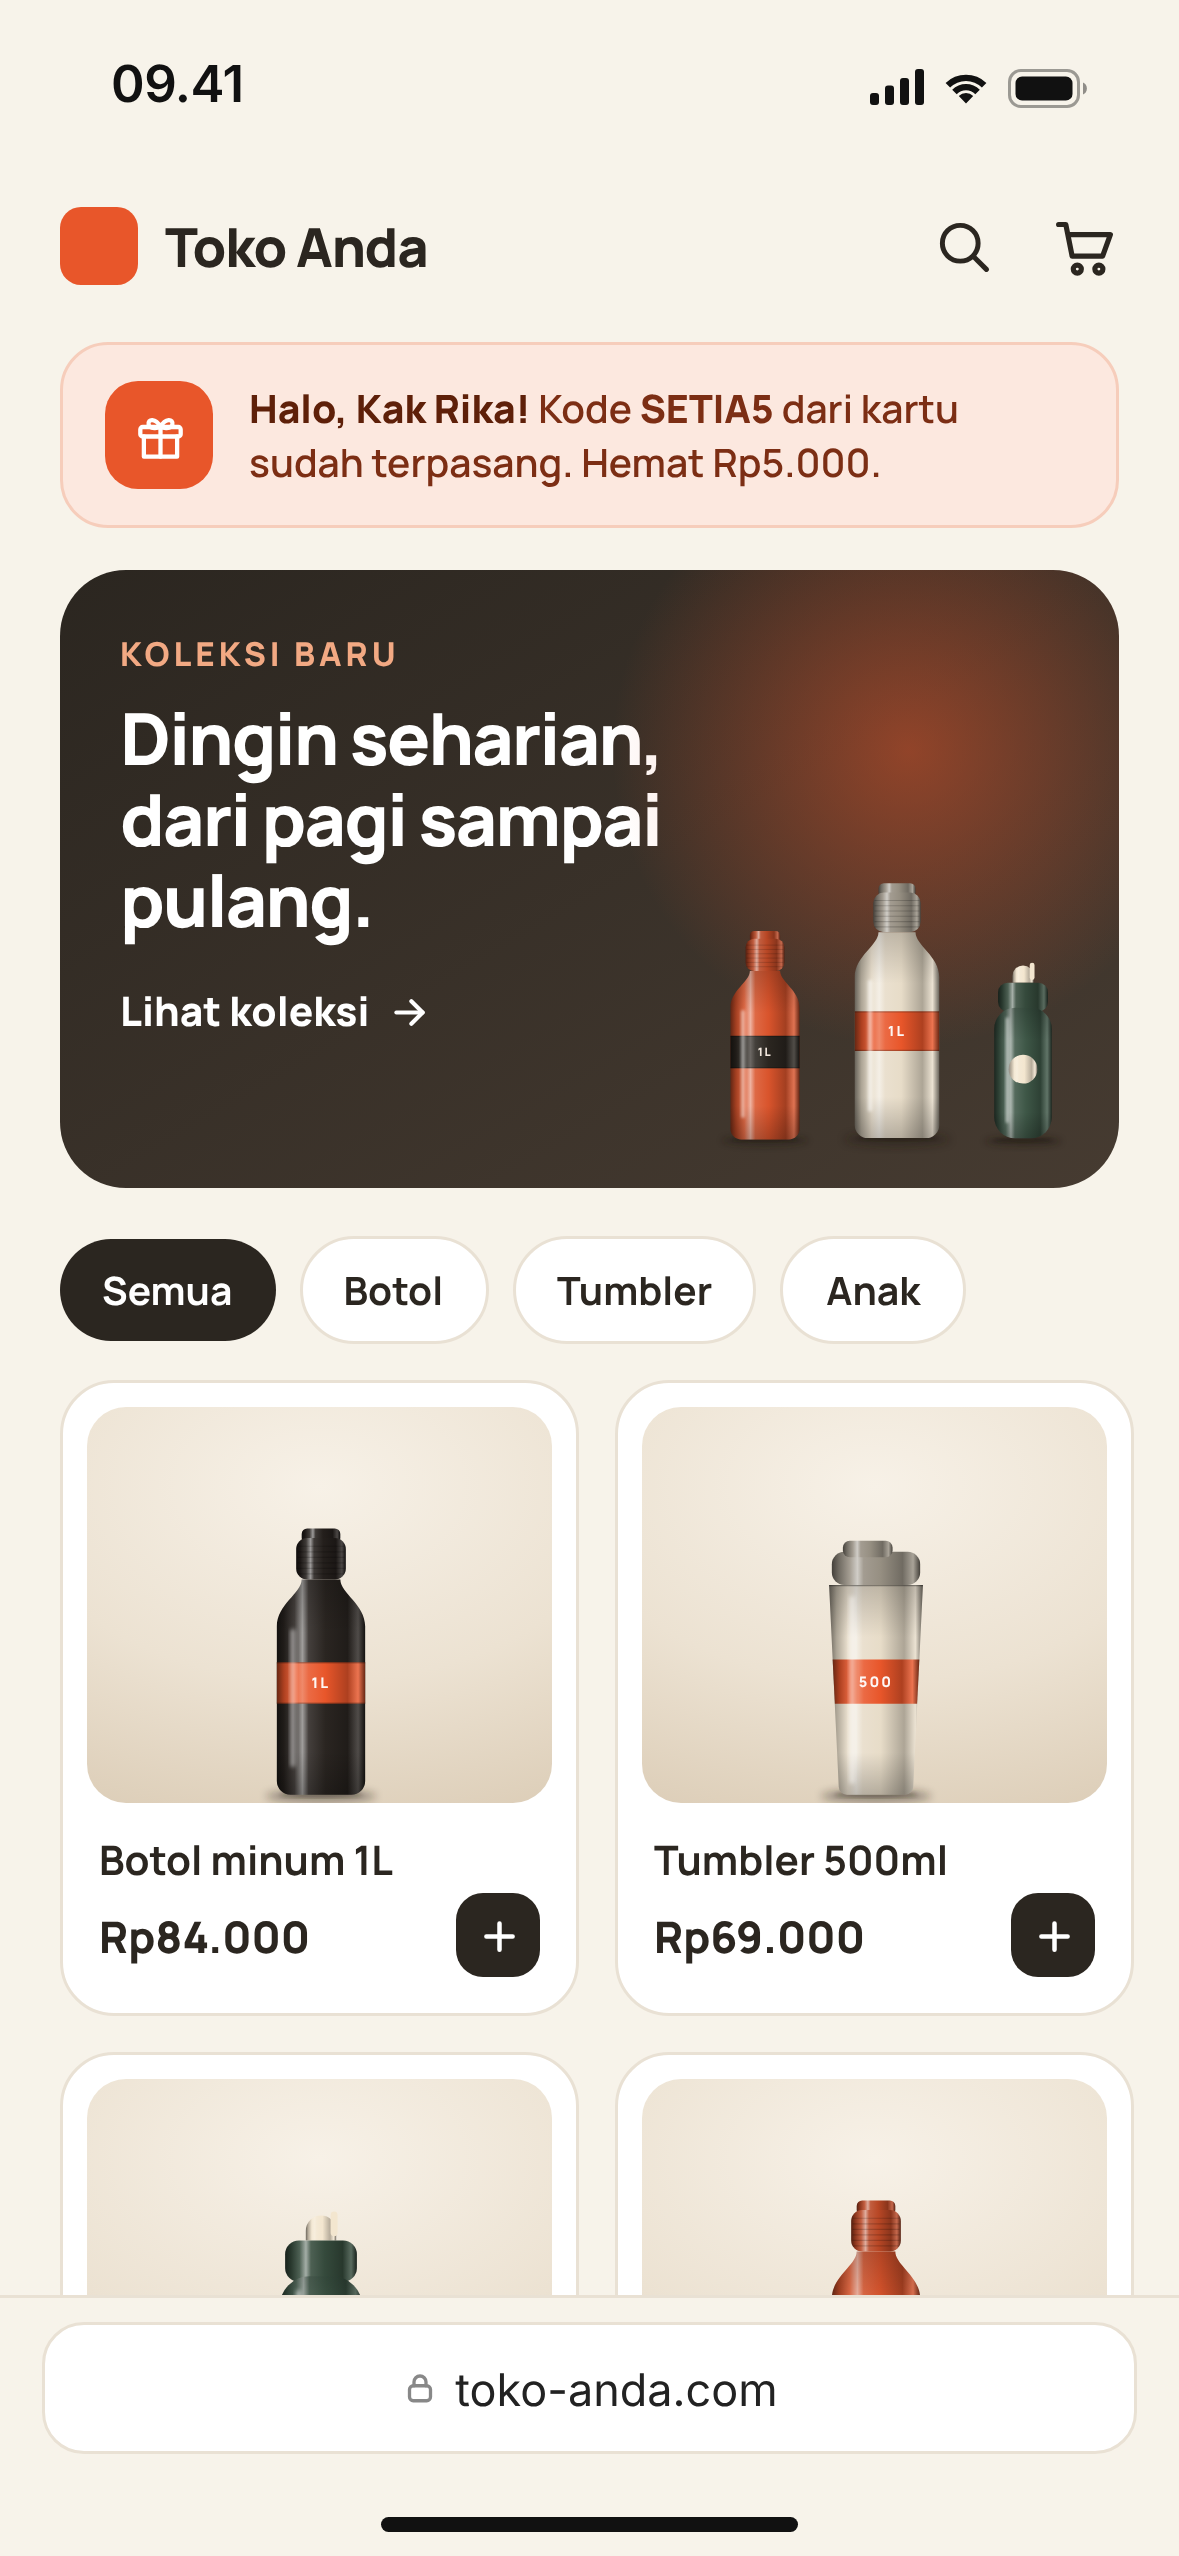 09.41
Toko Anda
Halo, Kak Rika! Kode SETIA5 dari kartu
sudah terpasang. Hemat Rp5.000.
KOLEKSI BARU
Dingin seharian,
dari pagi sampai
pulang.
Lihat koleksi
1L
1L
Semua
Botol
Tumbler
Anak
1L
500
Botol minum 1L
Rp84.000
Tumbler 500ml
Rp69.000
toko-anda.com